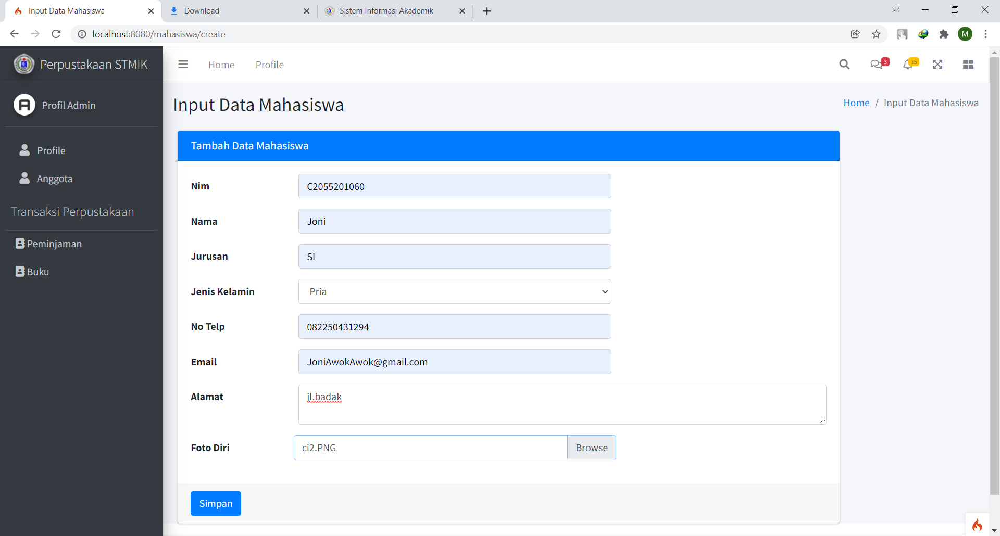 Input Data Mahasiswa
Download
Sistem Informasi Akademik
localhost:8080/mahasiswa/create
M
Perpustakaan STMIK
Home
Profile
3
15
Profil Admin
Input Data Mahasiswa
Home / Input Data Mahasiswa
Profile
Anggota
Transaksi Perpustakaan
Peminjaman
Buku
Tambah Data Mahasiswa
Nim
C2055201060
Nama
Joni
Jurusan
SI
Jenis Kelamin
Pria
No Telp
082250431294
Email
JoniAwokAwok@gmail.com
Alamat
jl.badak
Foto Diri
ci2.PNG
Browse
Simpan